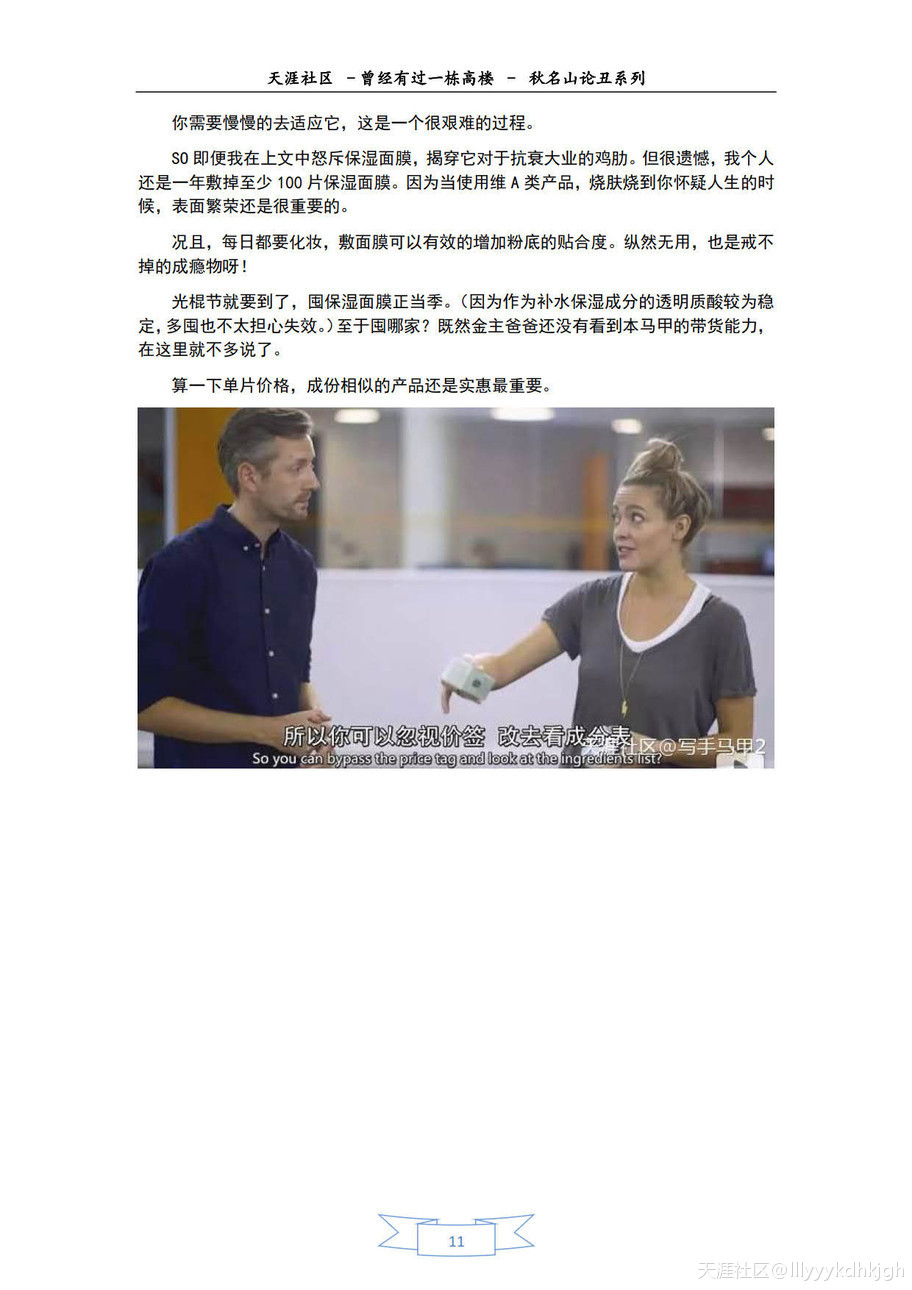 天涯社区 -曾经有过一栋高楼 - 秋名山论丑系列
你需要慢慢的去适应它，这是一个很艰难的过程。
SO 即便我在上文中怒斥保湿面膜，揭穿它对于抗衰大业的鸡肋。但很遗憾，我个人
还是一年敷掉至少 100 片保湿面膜。因为当使用维 A 类产品，烧肤烧到你怀疑人生的时
候，表面繁荣还是很重要的。
况且，每日都要化妆，敷面膜可以有效的增加粉底的贴合度。纵然无用，也是戒不
掉的成瘾物呀！
光棍节就要到了，囤保湿面膜正当季。（因为作为补水保湿成分的透明质酸较为稳
定，多囤也不太担心失效。）至于囤哪家？既然金主爸爸还没有看到本马甲的带货能力，
在这里就不多说了。
算一下单片价格，成份相似的产品还是实惠最重要。
所以你可以忽视价签 改去看成分表
天涯社区@写手马甲2
So you can bypass the price tag and look at the ingredients list?
11
天涯社区@lllyyykdhkjgh